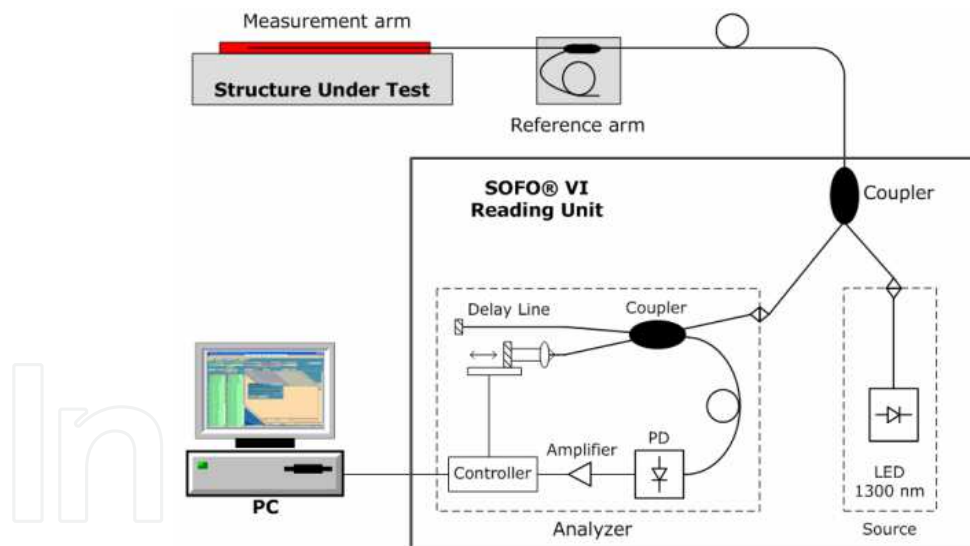 Measurement arm
Structure Under Test
Reference arm
SOFO® VI
Reading Unit
Coupler
Delay Line
Coupler
Amplifier
PD
Controller
LED
1300 nm
PC
Analyzer
Source
In